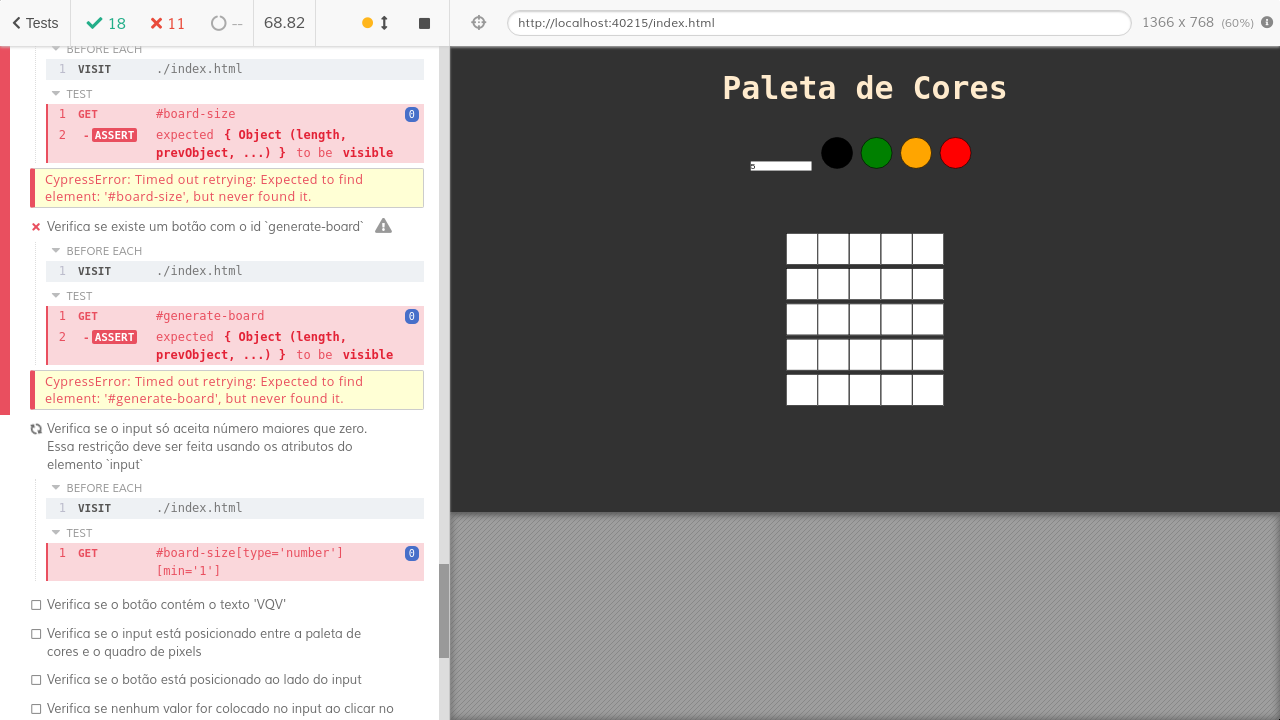 Tests
18
11
--
68.82
http://localhost:40215/index.html
1366 x 768 (60%)
BEFORE EACH
1 VISIT ./index.html
TEST
1 GET #board-size 0
2 -ASSERT expected { Object (length,
prevObject, ...) } to be visible
CypressError: Timed out retrying: Expected to find
element: '#board-size', but never found it.
Verifica se existe um botão com o id `generate-board`
BEFORE EACH
1 VISIT ./index.html
TEST
1 GET #generate-board 0
2 -ASSERT expected { Object (length,
prevObject, ...) } to be visible
CypressError: Timed out retrying: Expected to find
element: '#generate-board', but never found it.
Verifica se o input só aceita número maiores que zero.
Essa restrição deve ser feita usando os atributos do
elemento `input`
BEFORE EACH
1 VISIT ./index.html
TEST
1 GET #board-size[type='number'] 0
[min='1']
Verifica se o botão contém o texto 'VQV'
Verifica se o input está posicionado entre a paleta de
cores e o quadro de pixels
Verifica se o botão está posicionado ao lado do input
Verifica se nenhum valor for colocado no input ao clicar no
Paleta de Cores